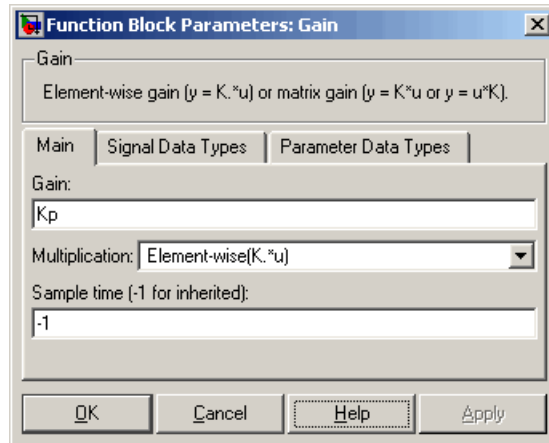 Function Block Parameters: Gain
Gain
Element-wise gain (y = K.*u) or matrix gain (y = K*u or y = u*K).
Main Signal Data Types Parameter Data Types
Gain:
Kp
Multiplication: Element-wise(K.*u)
Sample time (-1 for inherited):
-1
OK Cancel Help Apply